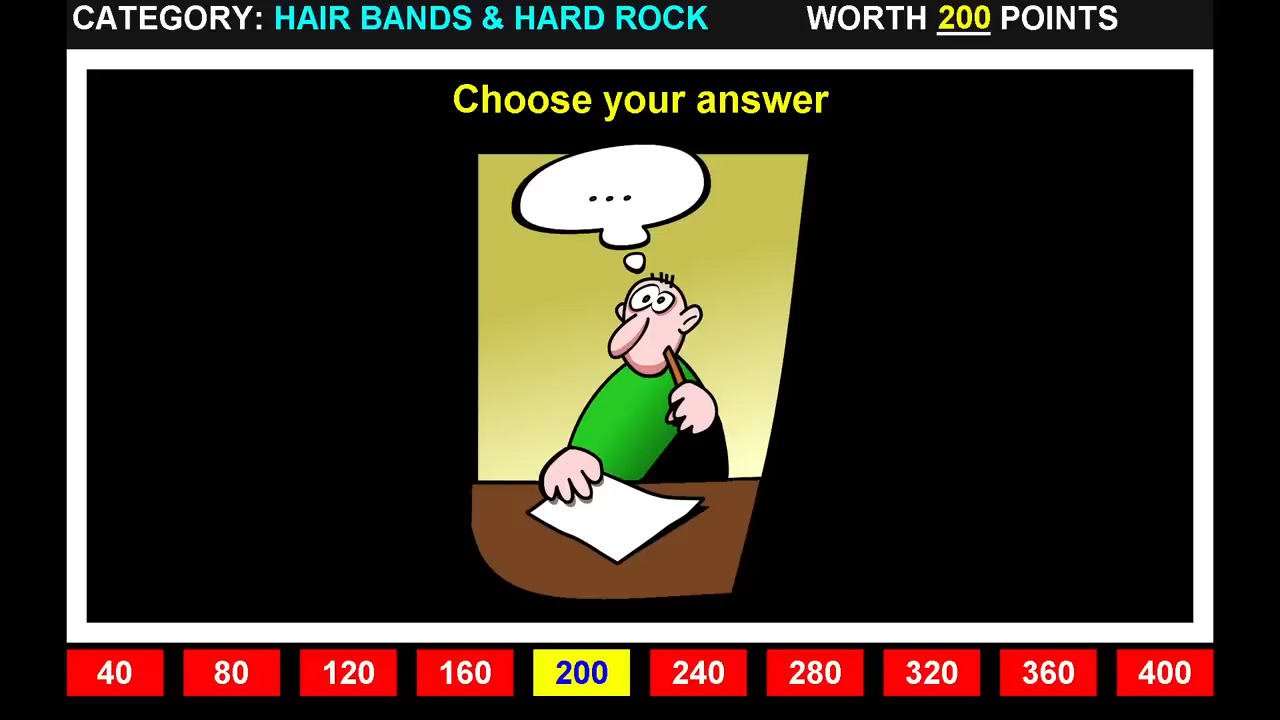 CATEGORY: HAIR BANDS & HARD ROCK WORTH 200 POINTS
Choose your answer
...
40 80 120 160 200 240 280 320 360 400